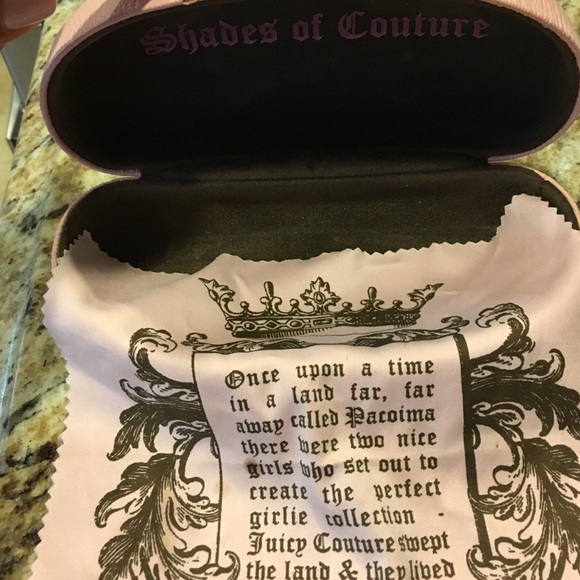 Shades of Couture
Once upon a time
in a land far, far
away called Pacoima
there were two nice
girls who set out to
create the perfect
girlie collection -
Juicy Couture swept
the land & they lived